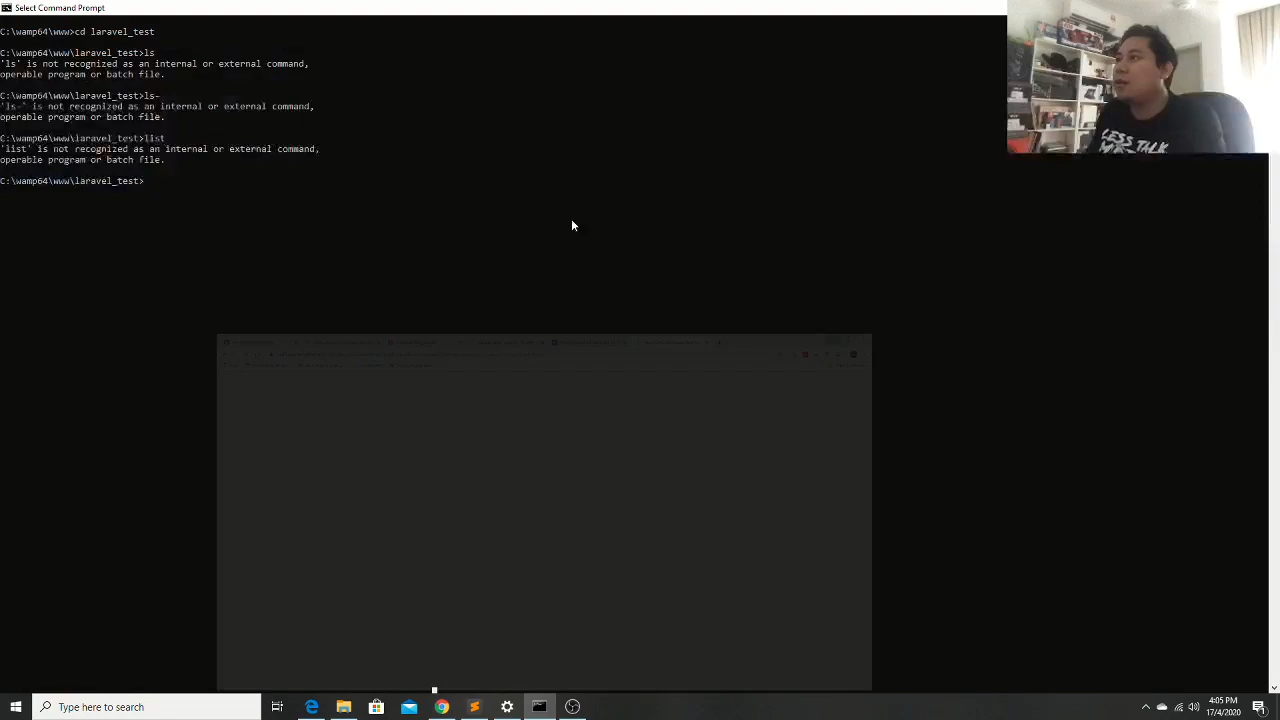 Select Command Prompt
C:\wamp64\www>cd laravel_test
C:\wamp64\www\laravel_test>ls
'ls' is not recognized as an internal or external command,
operable program or batch file.
C:\wamp64\www\laravel_test>ls-
'ls-' is not recognized as an internal or external command,
operable program or batch file.
C:\wamp64\www\laravel_test>list
'list' is not recognized as an internal or external command,
operable program or batch file.
C:\wamp64\www\laravel_test>
LESS TALK
Type here to search
4:05 PM
17/4/2020